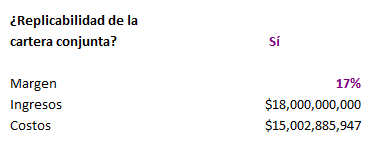 ¿Replicabilidad de la
cartera conjunta? Sí
Margen 17%
Ingresos $18,000,000,000
Costos $15,002,885,947